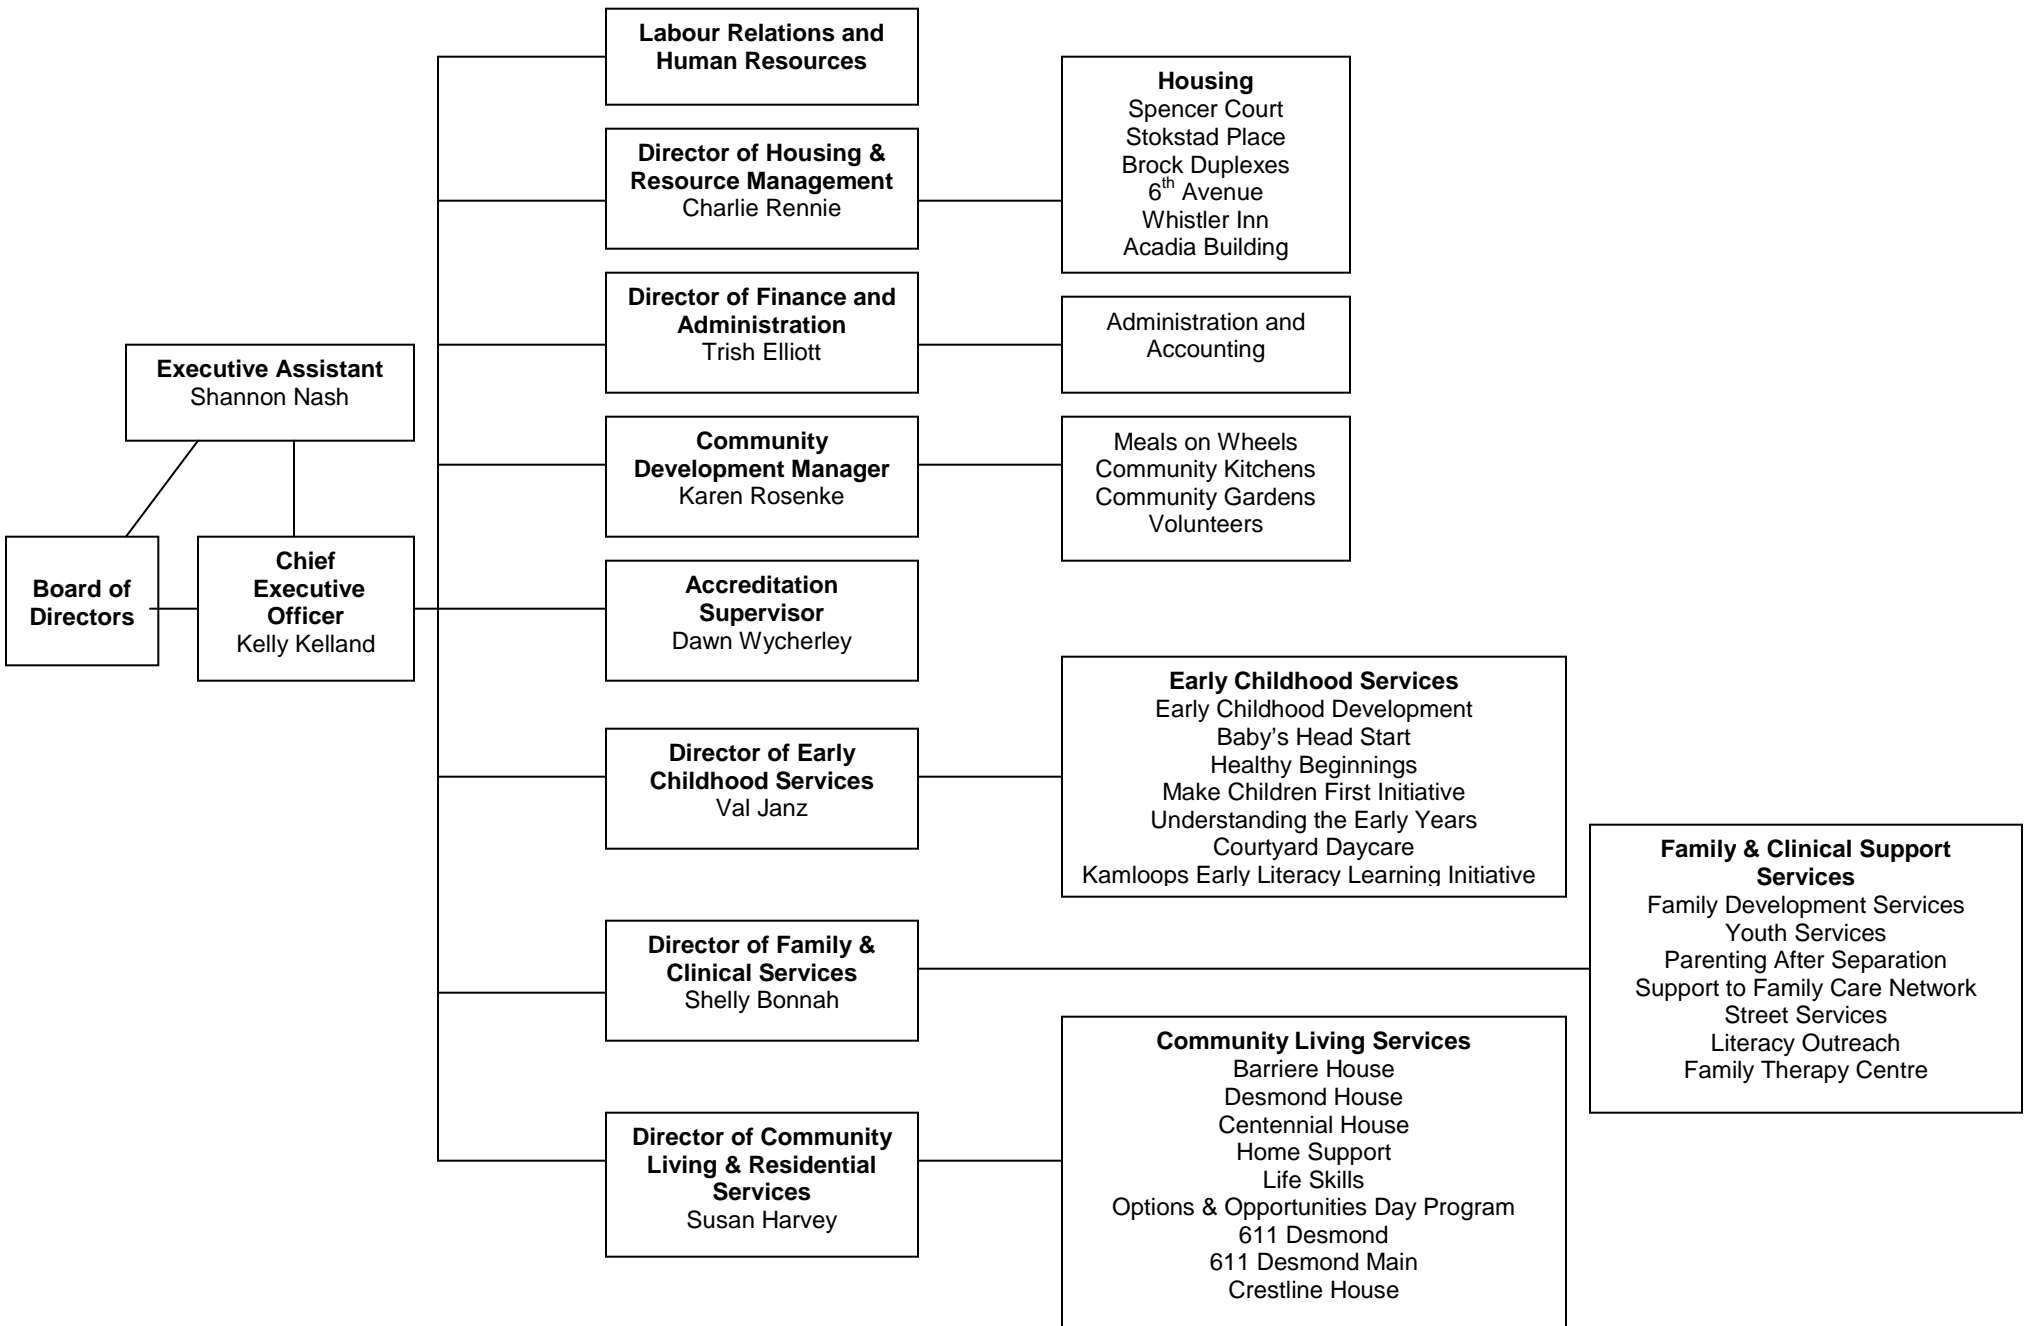 Labour Relations and
Human Resources
Director of Housing &
Resource Management
Charlie Rennie
Housing
Spencer Court
Stokstad Place
Brock Duplexes
6th Avenue
Whistler Inn
Acadia Building
Director of Finance and
Administration
Trish Elliott
Administration and
Accounting
Executive Assistant
Shannon Nash
Community
Development Manager
Karen Rosenke
Meals on Wheels
Community Kitchens
Community Gardens
Volunteers
Board of
Directors
Chief
Executive
Officer
Kelly Kelland
Accreditation
Supervisor
Dawn Wycherley
Director of Early
Childhood Services
Val Janz
Early Childhood Services
Early Childhood Development
Baby’s Head Start
Healthy Beginnings
Make Children First Initiative
Understanding the Early Years
Courtyard Daycare
Kamloops Early Literacy Learning Initiative
Director of Family &
Clinical Services
Shelly Bonnah
Family & Clinical Support
Services
Family Development Services
Youth Services
Parenting After Separation
Support to Family Care Network
Street Services
Literacy Outreach
Family Therapy Centre
Director of Community
Living & Residential
Services
Susan Harvey
Community Living Services
Barriere House
Desmond House
Centennial House
Home Support
Life Skills
Options & Opportunities Day Program
611 Desmond
611 Desmond Main
Crestline House